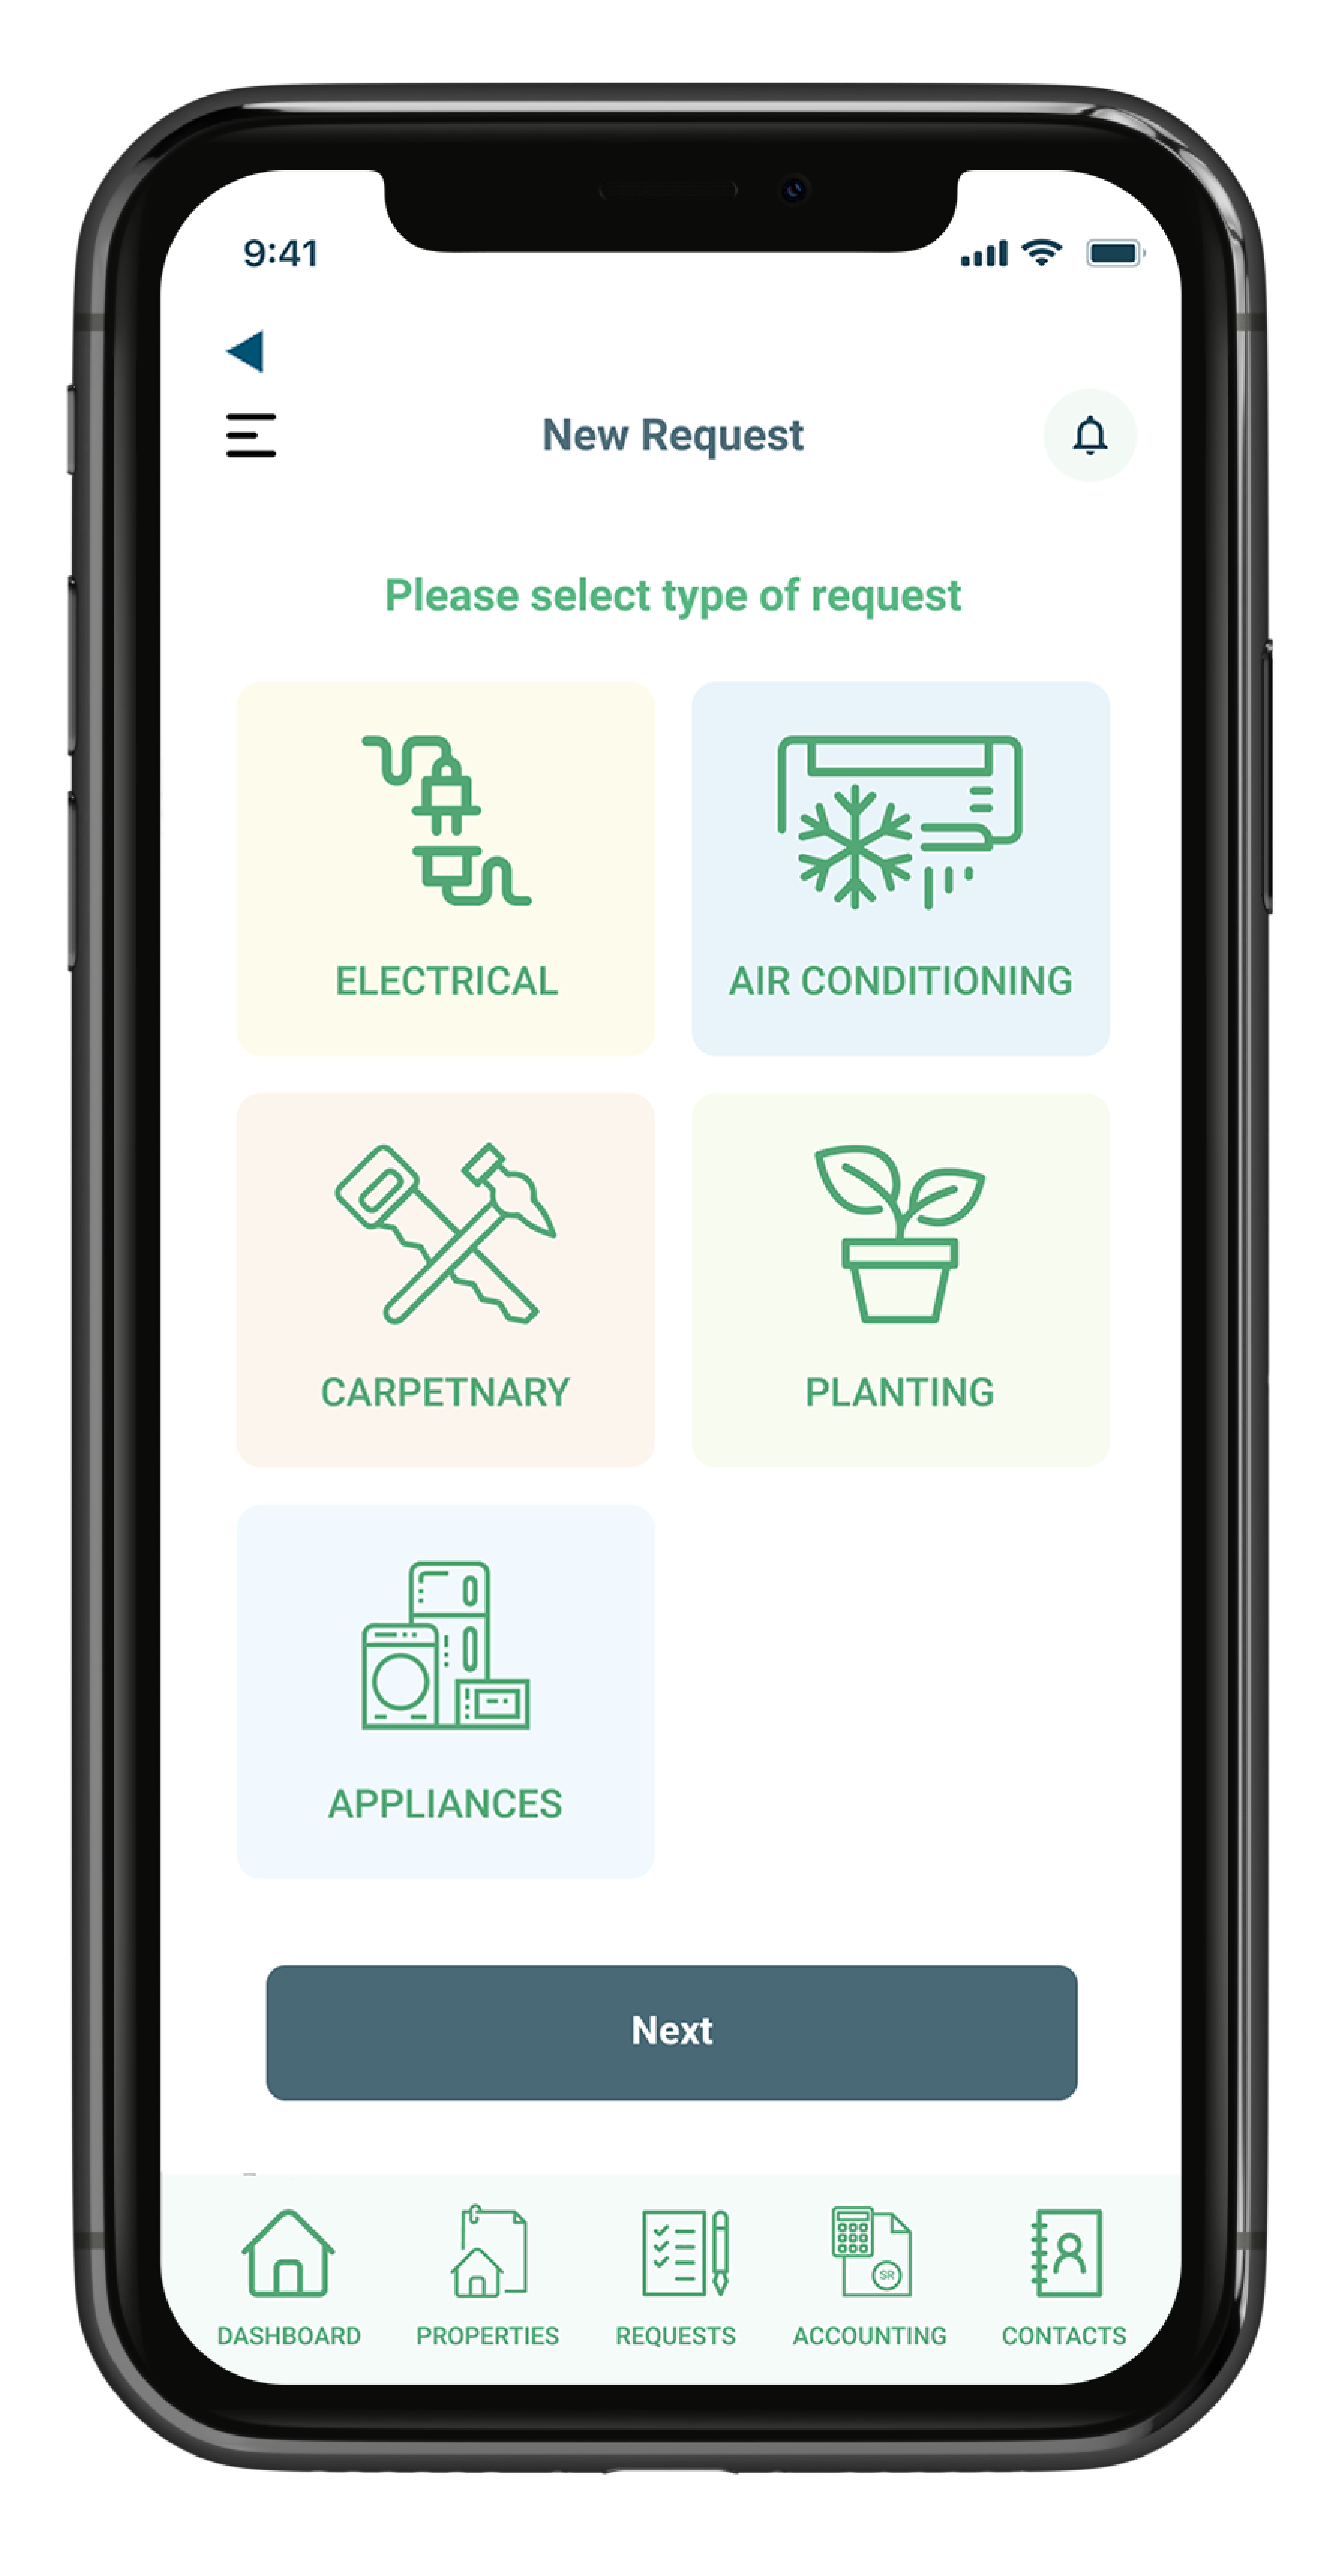 9:41
New Request
Please select type of request
ELECTRICAL
AIR CONDITIONING
CARPETNARY
PLANTING
APPLIANCES
Next
SR
DASHBOARD
PROPERTIES
REQUESTS
ACCOUNTING
CONTACTS